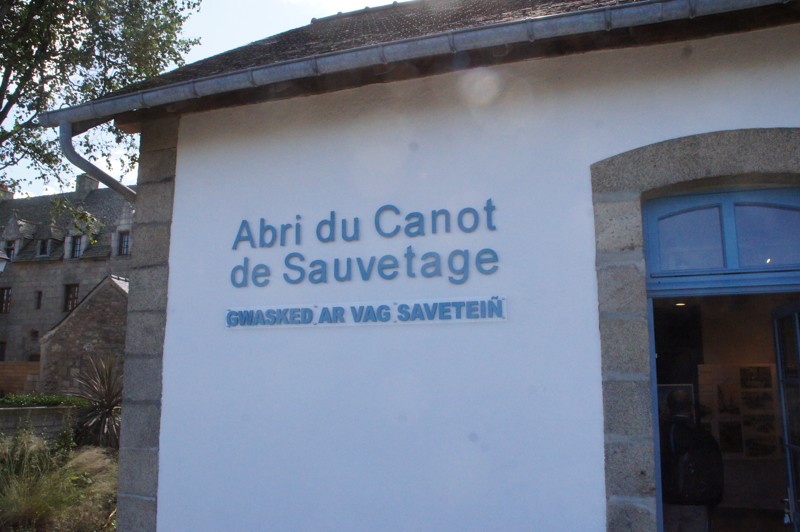 Abri du Canot
de Sauvetage
GWASKED AR VAG SAVETEIÑ